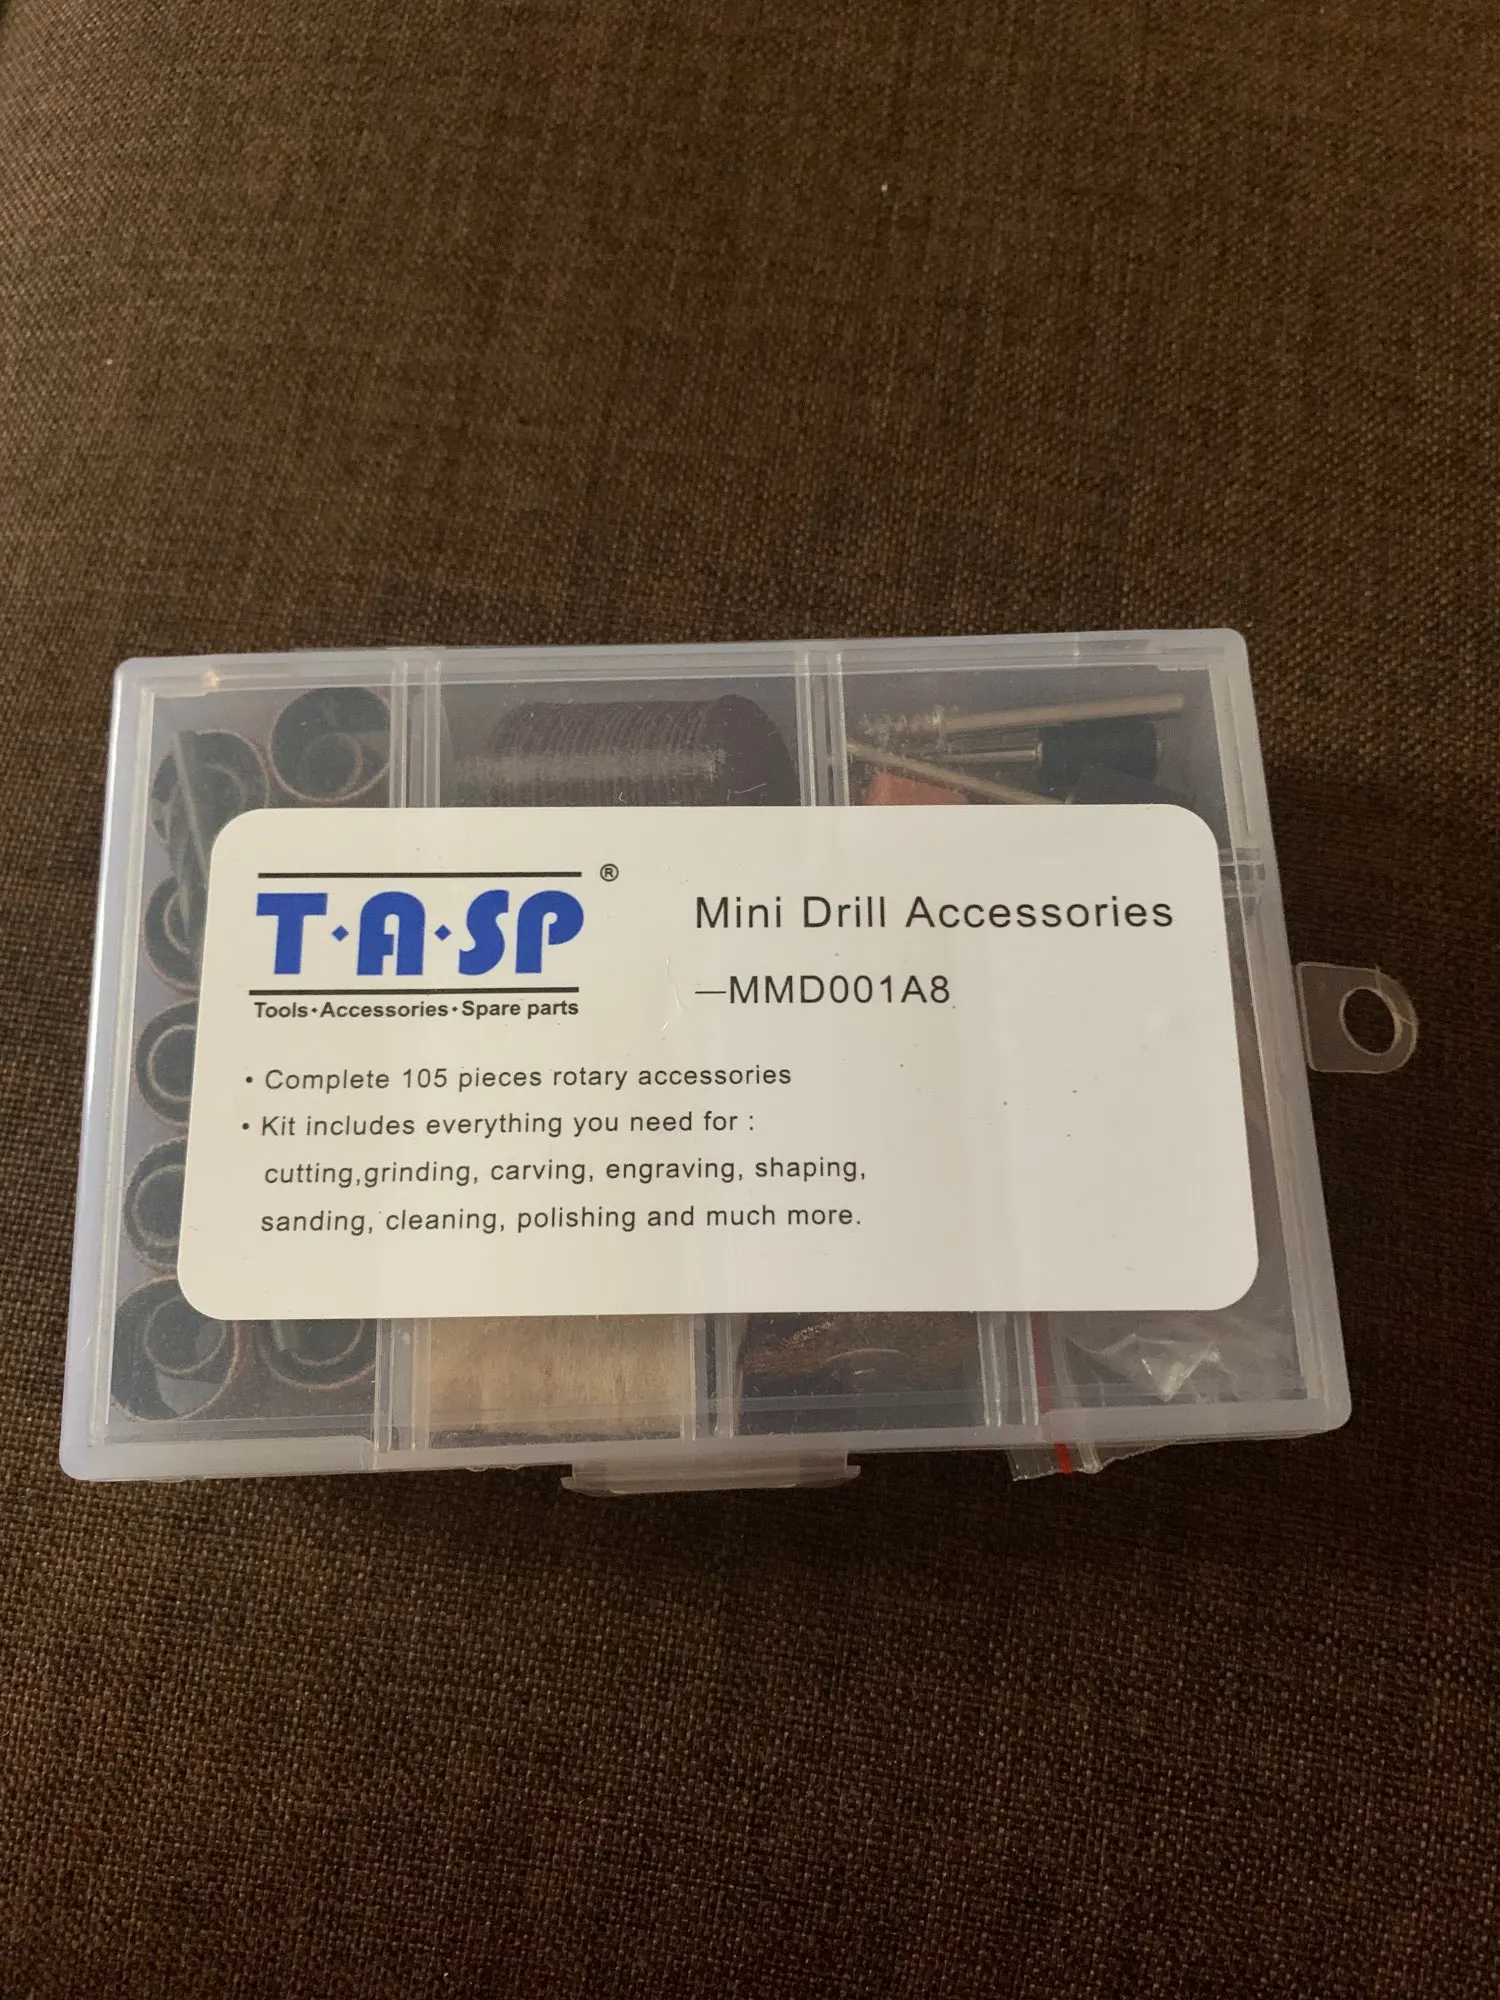 T·A·SP ®
Tools·Accessories·Spare parts
Mini Drill Accessories
—MMD001A8
• Complete 105 pieces rotary accessories
• Kit includes everything you need for :
cutting,grinding, carving, engraving, shaping,
sanding, cleaning, polishing and much more.